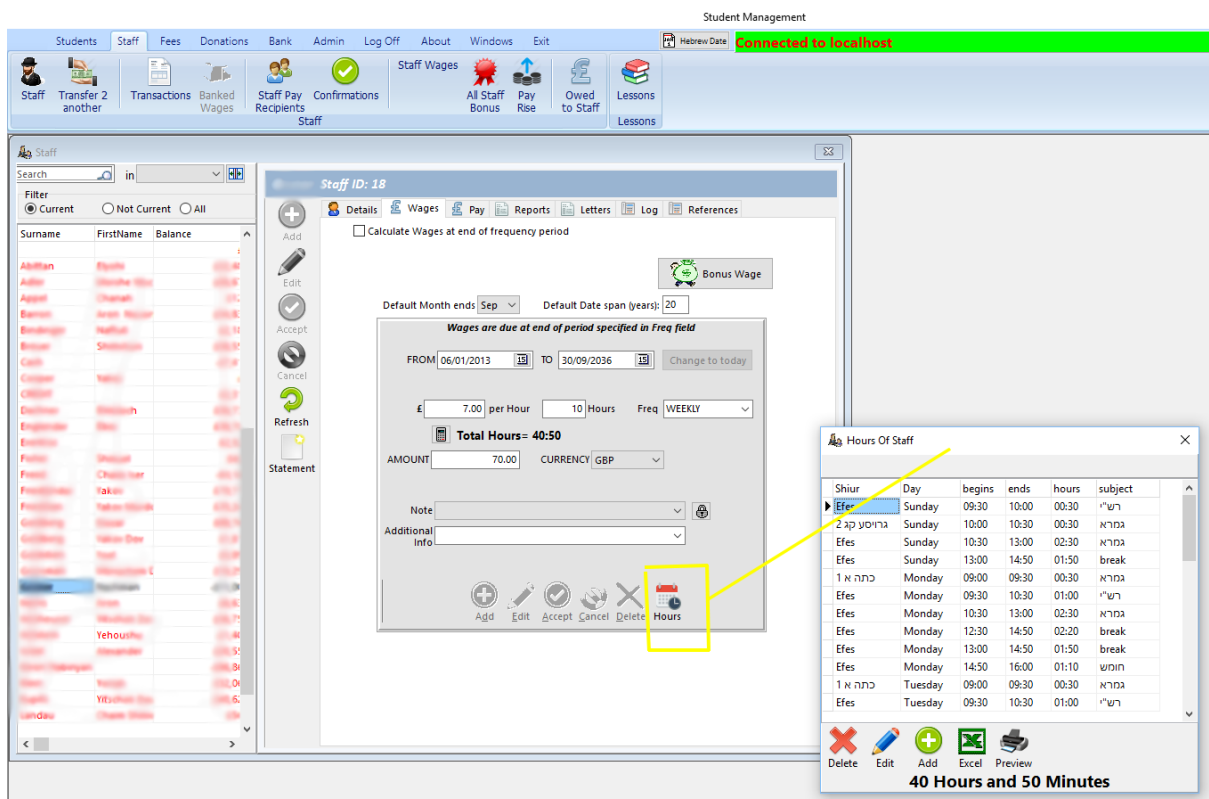 Student Management
Students Staff Fees Donations Bank Admin Log Off About Windows Exit Hebrew Date Connected to localhost
Staff Transfer 2 another Transactions Banked Wages Staff Pay Recipients Confirmations Staff Wages All Staff Bonus Pay Rise Owed to Staff Lessons
Staff Lessons
Staff
Search in
Filter
Current Not Current All
Surname FirstName Balance
Yehoushu
Landau
Staff ID: 18
Details Wages Pay Reports Letters Log References
Add
Edit
Accept
Cancel
Refresh
Statement
Calculate Wages at end of frequency period
Bonus Wage
Default Month ends Sep Default Date span (years): 20
Wages are due at end of period specified in Freq field
FROM 06/01/2013 15 TO 30/09/2036 15 Change to today
£ 7.00 per Hour 10 Hours Freq WEEKLY
Total Hours= 40:50
AMOUNT 70.00 CURRENCY GBP
Note
Additional Info
Add Edit Accept Cancel Delete Hours
Hours Of Staff
Shiur Day begins ends hours subject
Efes Sunday 09:30 10:00 00:30 רש"י
גרויסע קג 2 Sunday 10:00 10:30 00:30 גמרא
Efes Sunday 10:30 13:00 02:30 גמרא
Efes Sunday 13:00 14:50 01:50 break
כתה א 1 Monday 09:00 09:30 00:30 גמרא
Efes Monday 09:30 10:30 01:00 רש"י
Efes Monday 10:30 13:00 02:30 גמרא
Efes Monday 12:30 14:50 02:20 break
Efes Monday 13:00 14:50 01:50 break
Efes Monday 14:50 16:00 01:10 חומש
כתה א 1 Tuesday 09:00 09:30 00:30 גמרא
Efes Tuesday 09:30 10:30 01:00 רש"י
Delete Edit Add Excel Preview
40 Hours and 50 Minutes